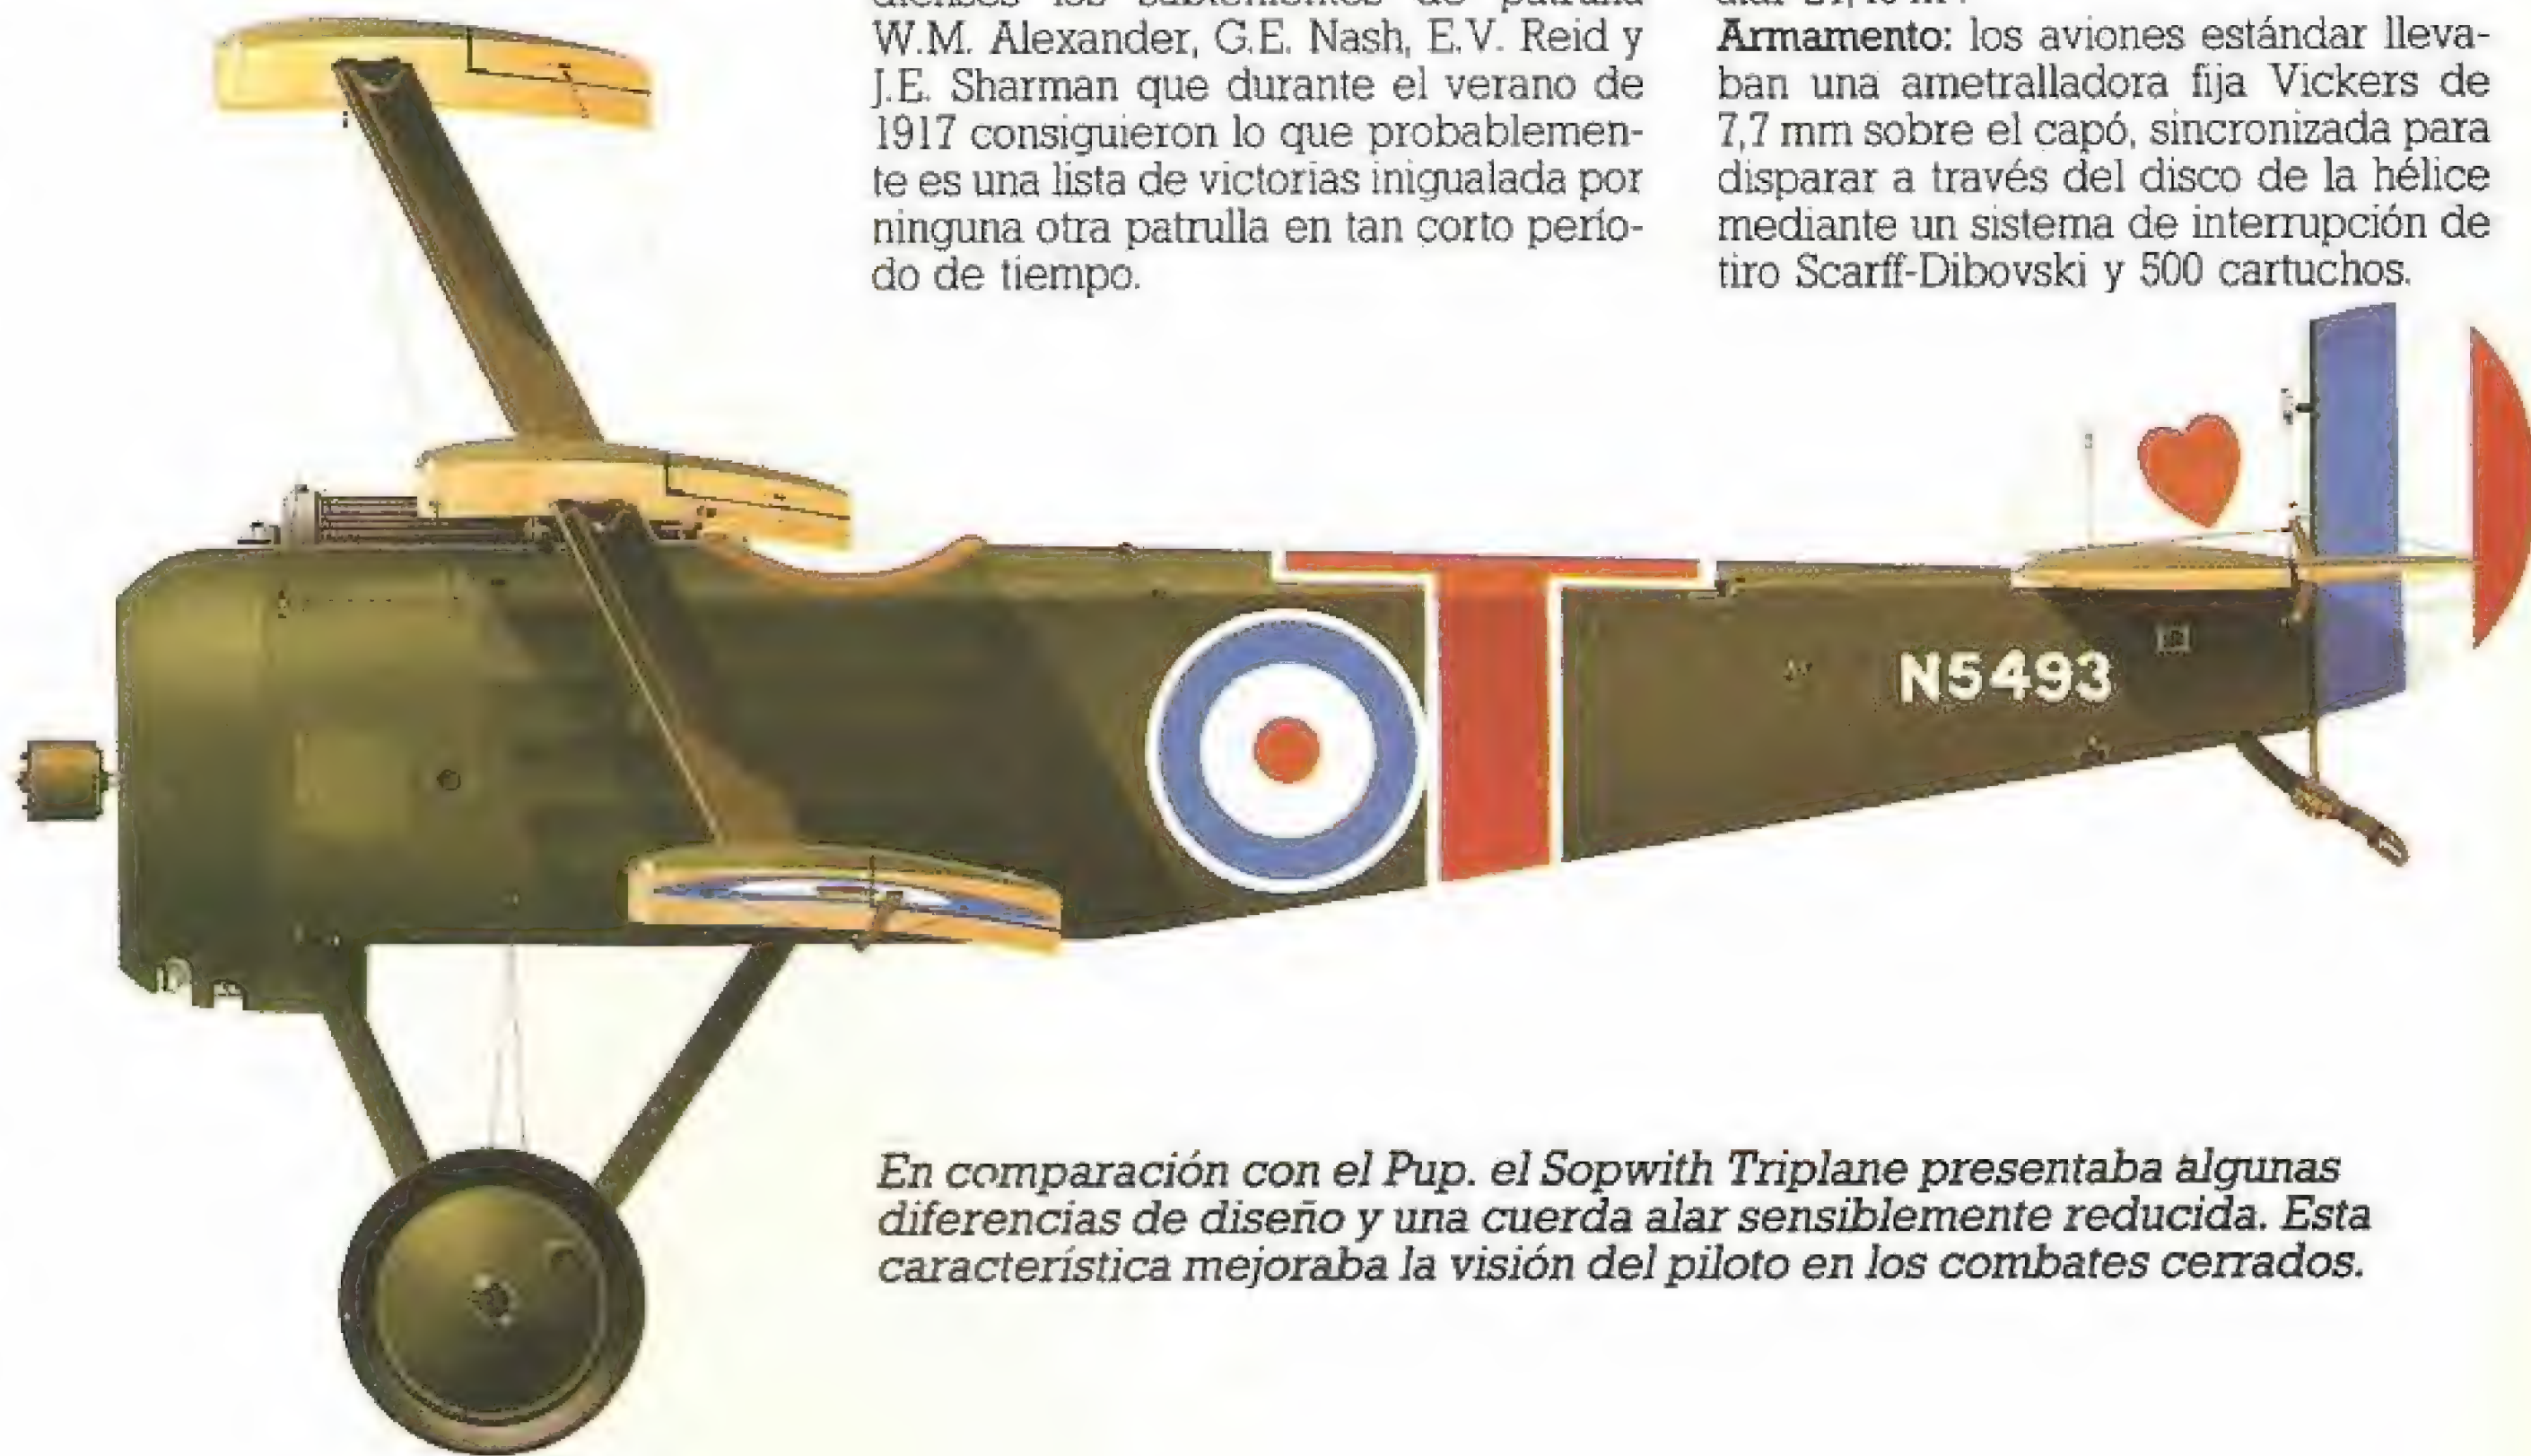 W.M. Alexander, G.E. Nash, E.V. Reid y
J.E. Sharman que durante el verano de
1917 consiguieron lo que probablemen-
te es una lista de victorias inigualada por
ninguna otra patrulla en tan corto perío-
do de tiempo.
Armamento: los aviones estándar lleva-
ban una ametralladora fija Vickers de
7,7 mm sobre el capó, sincronizada para
disparar a través del disco de la hélice
mediante un sistema de interrupción de
tiro Scarff-Dibovski y 500 cartuchos.
N5493
En comparación con el Pup. el Sopwith Triplane presentaba algunas
diferencias de diseño y una cuerda alar sensiblemente reducida. Esta
característica mejoraba la visión del piloto en los combates cerrados.